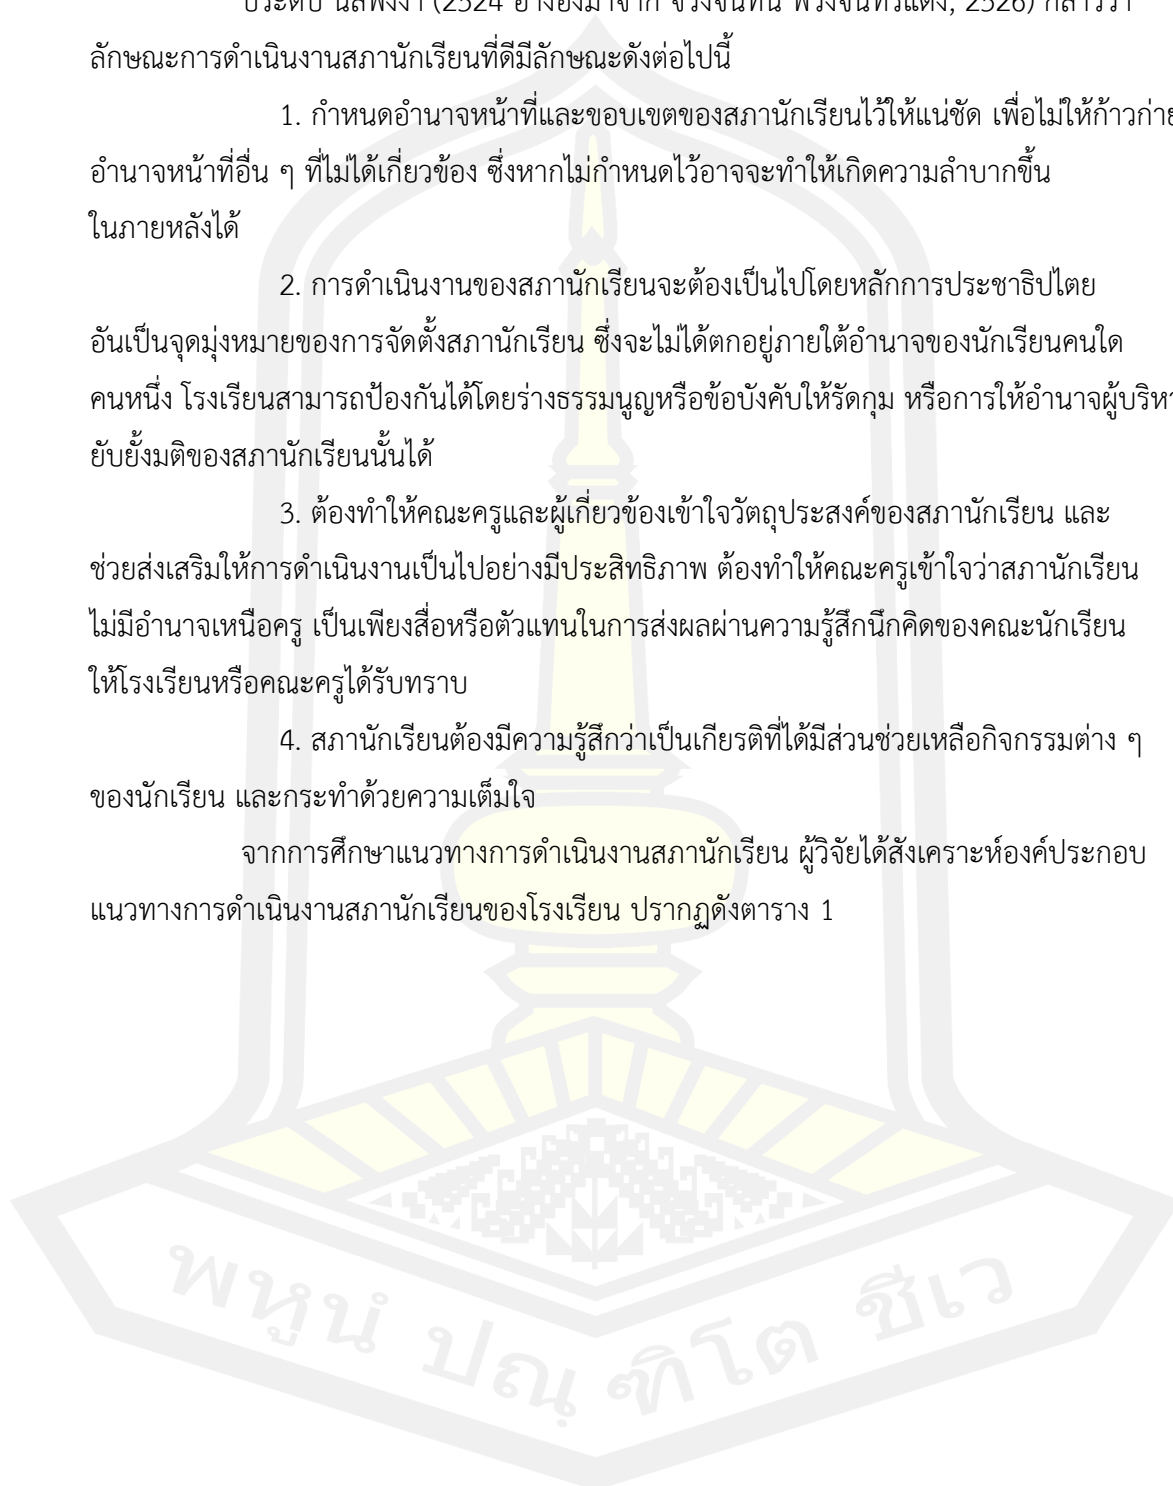 (2524 อ้างอิงมาจาก 2526) กล่าวว่า
ลักษณะการดำเนินงานสภานักเรียนที่ดีมีลักษณะดังต่อไปนี้
1. กำหนดอำนาจหน้าที่และขอบเขตของสภานักเรียนไว้ให้แน่ชัด เพื่อไม่ให้ก้าวก่าย
อำนาจหน้าที่อื่น ๆ ที่ไม่ได้เกี่ยวข้อง ซึ่งหากไม่กำหนดไว้อาจจะทำให้เกิดความลำบากขึ้น
ในภายหลังได้
2. การดำเนินงานของสภานักเรียนจะต้องเป็นไปโดยหลักการประชาธิปไตย
อันเป็นจุดมุ่งหมายของการจัดตั้งสภานักเรียน ซึ่งจะไม่ได้ตกอยู่ภายใต้อำนาจของนักเรียนคนใด
คนหนึ่ง โรงเรียนสามารถป้องกันได้โดยร่างธรรมนูญหรือข้อบังคับให้รัดกุม หรือการให้อำนาจผู้บริหา
ยับยั้งมติของสภานักเรียนนั้นได้
3. ต้องทำให้คณะครูและผู้เกี่ยวข้องเข้าใจวัตถุประสงค์ของสภานักเรียน และ
ช่วยส่งเสริมให้การดำเนินงานเป็นไปอย่างมีประสิทธิภาพ ต้องทำให้คณะครูเข้าใจว่าสภานักเรียน
ไม่มีอำนาจเหนือครู เป็นเพียงสื่อหรือตัวแทนในการส่งผลผ่านความรู้สึกนึกคิดของคณะนักเรียน
ให้โรงเรียนหรือคณะครูได้รับทราบ
4. สภานักเรียนต้องมีความรู้สึกว่าเป็นเกียรติที่ได้มีส่วนช่วยเหลือกิจกรรมต่าง ๆ
ของนักเรียน และกระทำด้วยความเต็มใจ
จากการศึกษาแนวทางการดำเนินงานสภานักเรียน ผู้วิจัยได้สังเคราะห์องค์ประกอบ
แนวทางการดำเนินงานสภานักเรียนของโรงเรียน ปรากฏดังตาราง 1
พหูนํ ปณฺฑิโต ชีเว